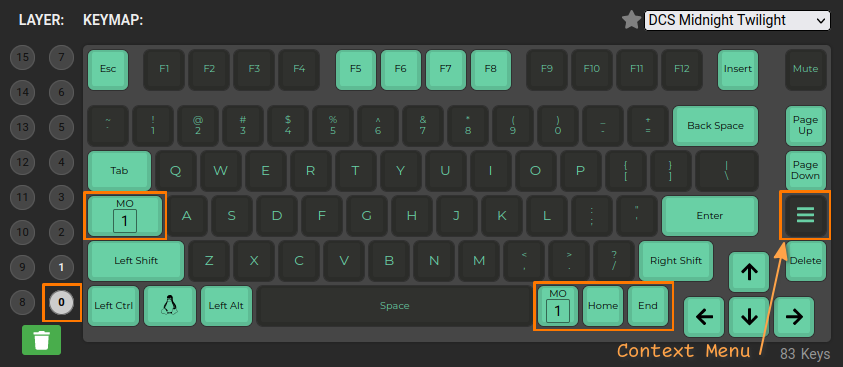 LAYER: KEYMAP: DCS Midnight Twilight
15 7 Esc F1 F2 F3 F4 F5 F6 F7 F8 F9 F10 F11 F12 Insert Mute
14 6
13 5 ~ ` ! 1 @ 2 # 3 $ 4 % 5 ^ 6 & 7 * 8 ( 9 ) 0 _ - + = Back Space Page Up
12 4 Tab Q W E R T Y U I O P { [ } ] | \ Page Down
11 3 MO 1 A S D F G H J K L : ; " ' Enter
10 2
9 1 Left Shift Z X C V B N M < , > . ? / Right Shift Delete
8 0 Left Ctrl Left Alt Space MO 1 Home End
Context Menu
83 Keys